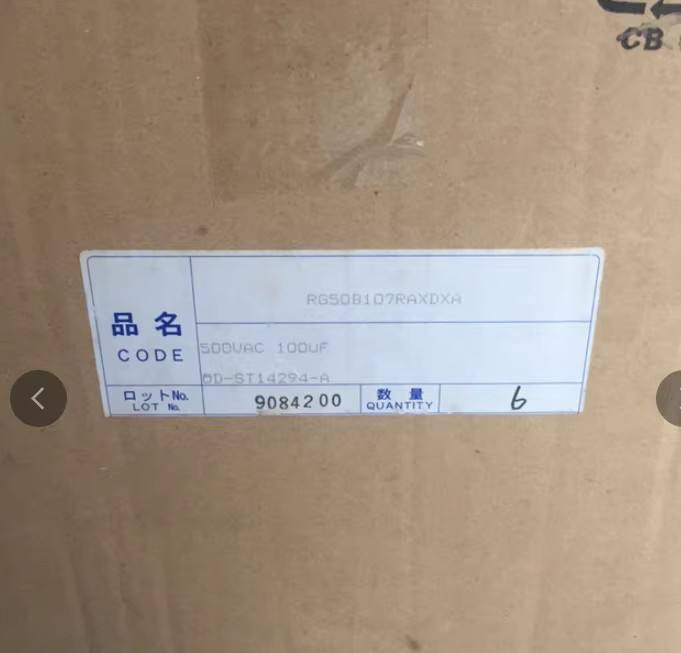 CB
RG50B107RAXDXA
品名
CODE
500VAC 100UF
OD-ST14294-A
ロットNo.
LOT No.
9084200
数量
QUANTITY
6